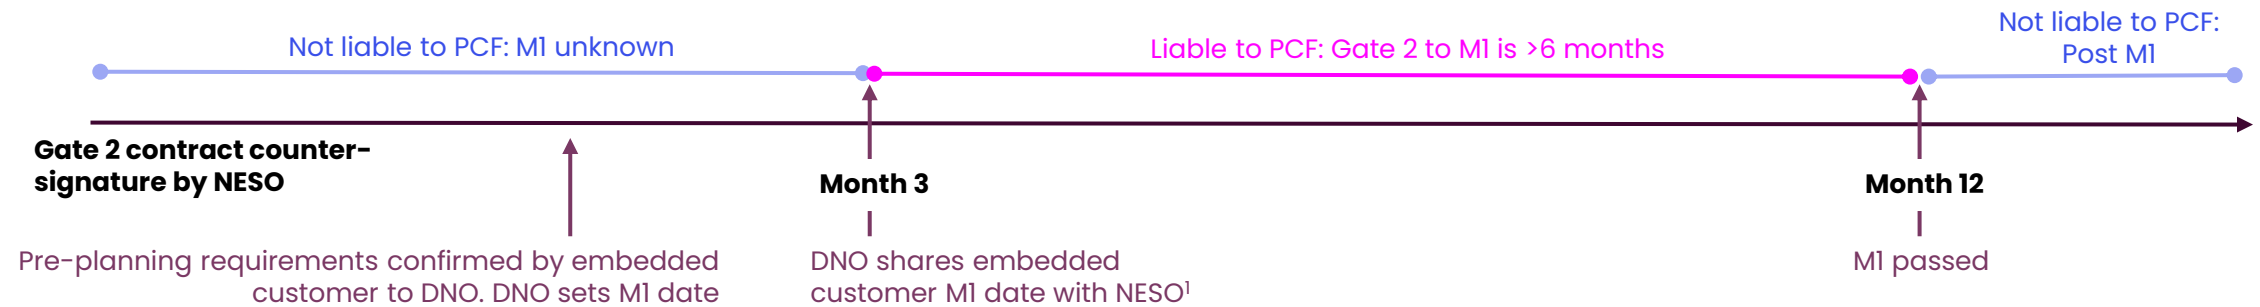 Not liable to PCF: M1 unknown
Liable to PCF: Gate 2 to M1 is >6 months
Not liable to PCF:
Post M1
Gate 2 contract counter-
signature by NESO
Month 3
Month 12
Pre-planning requirements confirmed by embedded
customer to DNO. DNO sets M1 date
DNO shares embedded
customer M1 date with NESO¹
M1 passed